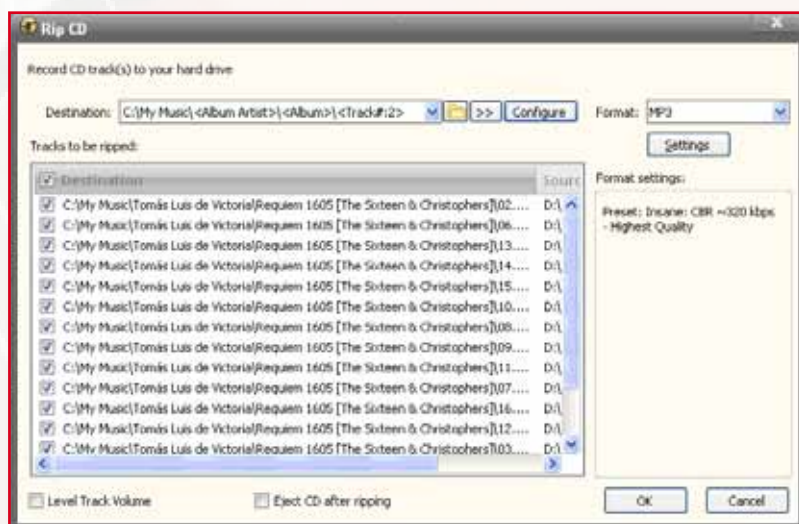 Rip CD
Record CD track(s) to your hard drive
Destination: C:\My Music\<Album Artist>\<Album>\<Track#:2> >> Configure Format: MP3
Tracks to be ripped: Settings
Destination Sourc Format settings:
C:\My Music\Tomás Luis de Victoria\Requiem 1605 [The Sixteen & Christophers]\02.... D:\
C:\My Music\Tomás Luis de Victoria\Requiem 1605 [The Sixteen & Christophers]\06.... D:\
C:\My Music\Tomás Luis de Victoria\Requiem 1605 [The Sixteen & Christophers]\13.... D:\
C:\My Music\Tomás Luis de Victoria\Requiem 1605 [The Sixteen & Christophers]\14.... D:\
C:\My Music\Tomás Luis de Victoria\Requiem 1605 [The Sixteen & Christophers]\15.... D:\
C:\My Music\Tomás Luis de Victoria\Requiem 1605 [The Sixteen & Christophers]\10.... D:\
C:\My Music\Tomás Luis de Victoria\Requiem 1605 [The Sixteen & Christophers]\08.... D:\
C:\My Music\Tomás Luis de Victoria\Requiem 1605 [The Sixteen & Christophers]\09.... D:\
C:\My Music\Tomás Luis de Victoria\Requiem 1605 [The Sixteen & Christophers]\11.... D:\
C:\My Music\Tomás Luis de Victoria\Requiem 1605 [The Sixteen & Christophers]\07.... D:\
C:\My Music\Tomás Luis de Victoria\Requiem 1605 [The Sixteen & Christophers]\16.... D:\
C:\My Music\Tomás Luis de Victoria\Requiem 1605 [The Sixteen & Christophers]\12.... D:\
C:\My Music\Tomás Luis de Victoria\Requiem 1605 [The Sixteen & Christophers]\03.... D:\
Preset: Insane: CBR ~320 kbps
- Highest Quality
Level Track Volume Eject CD after ripping OK Cancel